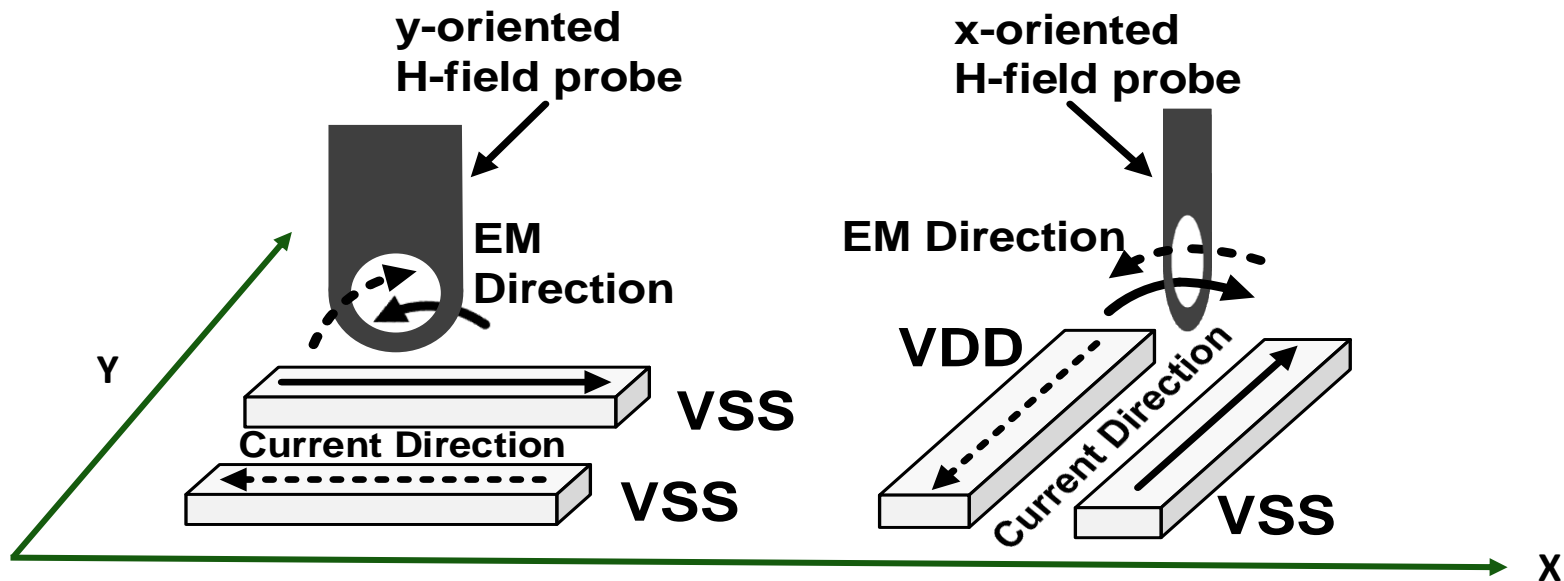 y-oriented
H-field probe
x-oriented
H-field probe
EM
Direction
EM Direction
Y
VDD
VSS
Current Direction
VSS
Current Direction
VSS
X